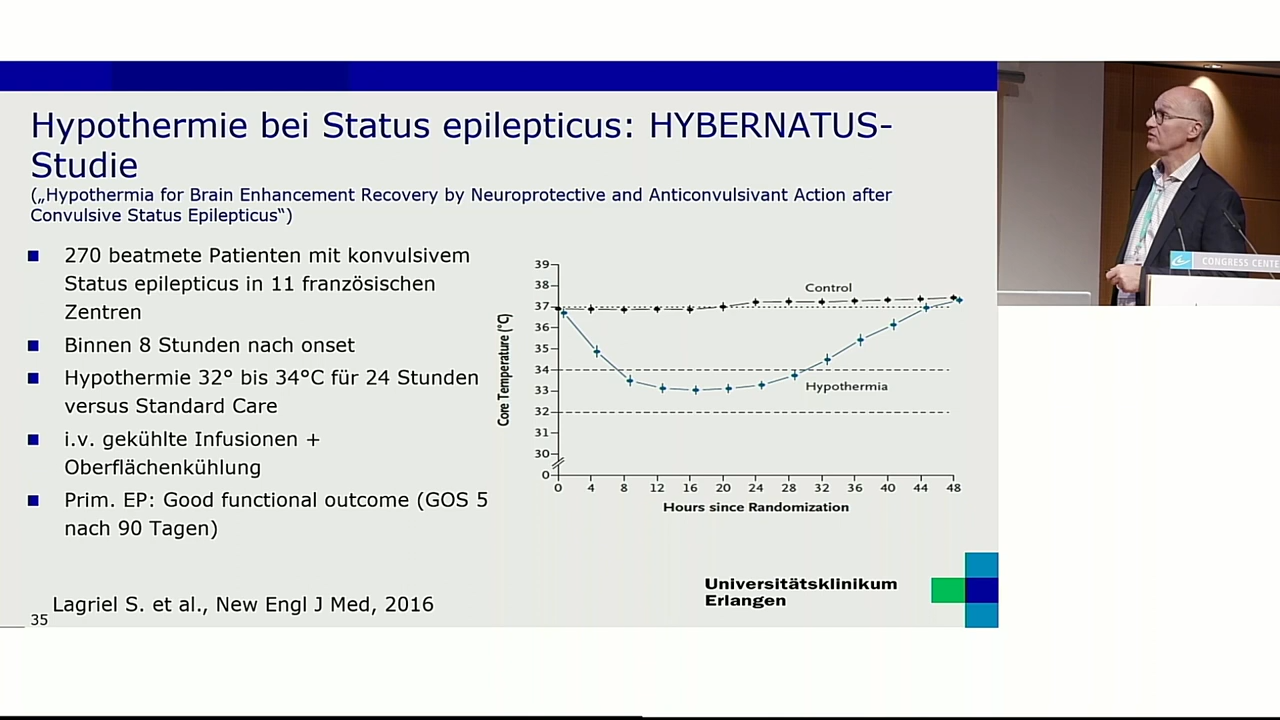 Hypothermie bei Status epilepticus: HYBERNATUS-
Studie
(„Hypothermia for Brain Enhancement Recovery by Neuroprotective and Anticonvulsivant Action after
Convulsive Status Epilepticus“)
270 beatmete Patienten mit konvulsivem
Status epilepticus in 11 französischen
Zentren
Binnen 8 Stunden nach onset
Hypothermie 32° bis 34°C für 24 Stunden
versus Standard Care
i.v. gekühlte Infusionen +
Oberflächenkühlung
Prim. EP: Good functional outcome (GOS 5
nach 90 Tagen)
Lagriel S. et al., New Engl J Med, 2016
35
Core Temperature (°C)
39
38
37
36
35
34
33
32
31
30
0
Control
Hypothermia
0 4 8 12 16 20 24 28 32 36 40 44 48
Hours since Randomization
Universitätsklinikum
Erlangen
CONGRESS CENTE